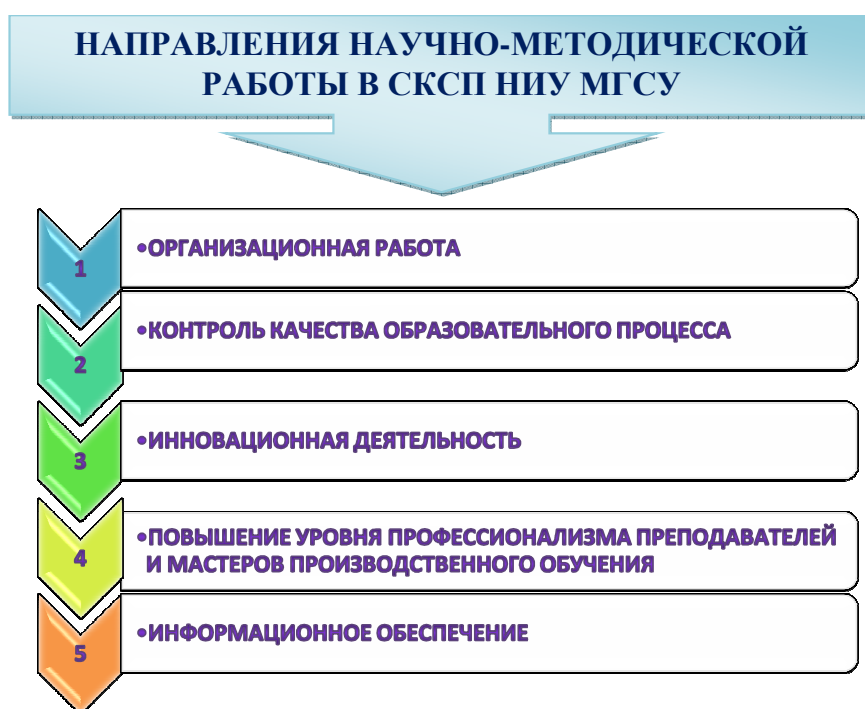 НАПРАВЛЕНИЯ НАУЧНО-МЕТОДИЧЕСКОЙ
РАБОТЫ В СКСП НИУ МГСУ
1
•ОРГАНИЗАЦИОННАЯ РАБОТА
2
•КОНТРОЛЬ КАЧЕСТВА ОБРАЗОВАТЕЛЬНОГО ПРОЦЕССА
3
•ИННОВАЦИОННАЯ ДЕЯТЕЛЬНОСТЬ
4
•ПОВЫШЕНИЕ УРОВНЯ ПРОФЕССИОНАЛИЗМА ПРЕПОДАВАТЕЛЕЙ
И МАСТЕРОВ ПРОИЗВОДСТВЕННОГО ОБУЧЕНИЯ
5
•ИНФОРМАЦИОННОЕ ОБЕСПЕЧЕНИЕ